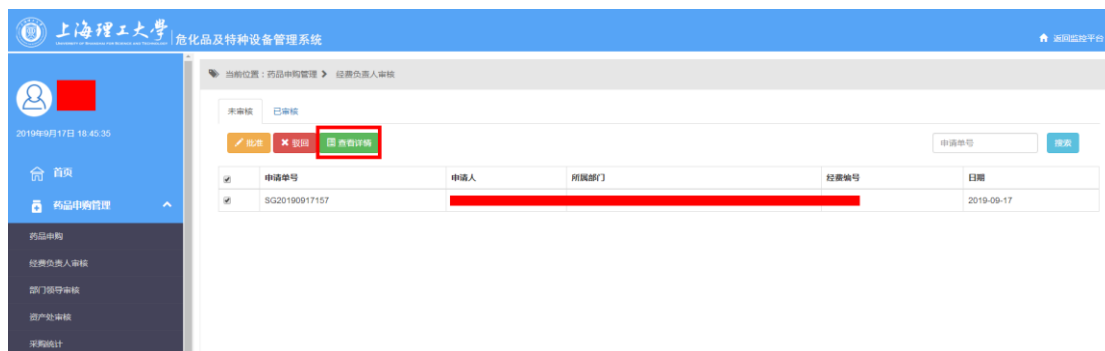 上海理工大學 危化品及特种设备管理系统
返回监控平台
当前位置：药品申购管理 > 经费负责人审核
未审核 已审核
2019年9月17日 18:45:35
批准 驳回 查看详情 申请单号 搜索
首页
申请单号 申请人 所属部门 经费编号 日期
药品申购管理
SG20190917157 2019-09-17
药品申购
经费负责人审核
部门领导审核
资产处审核
采购统计